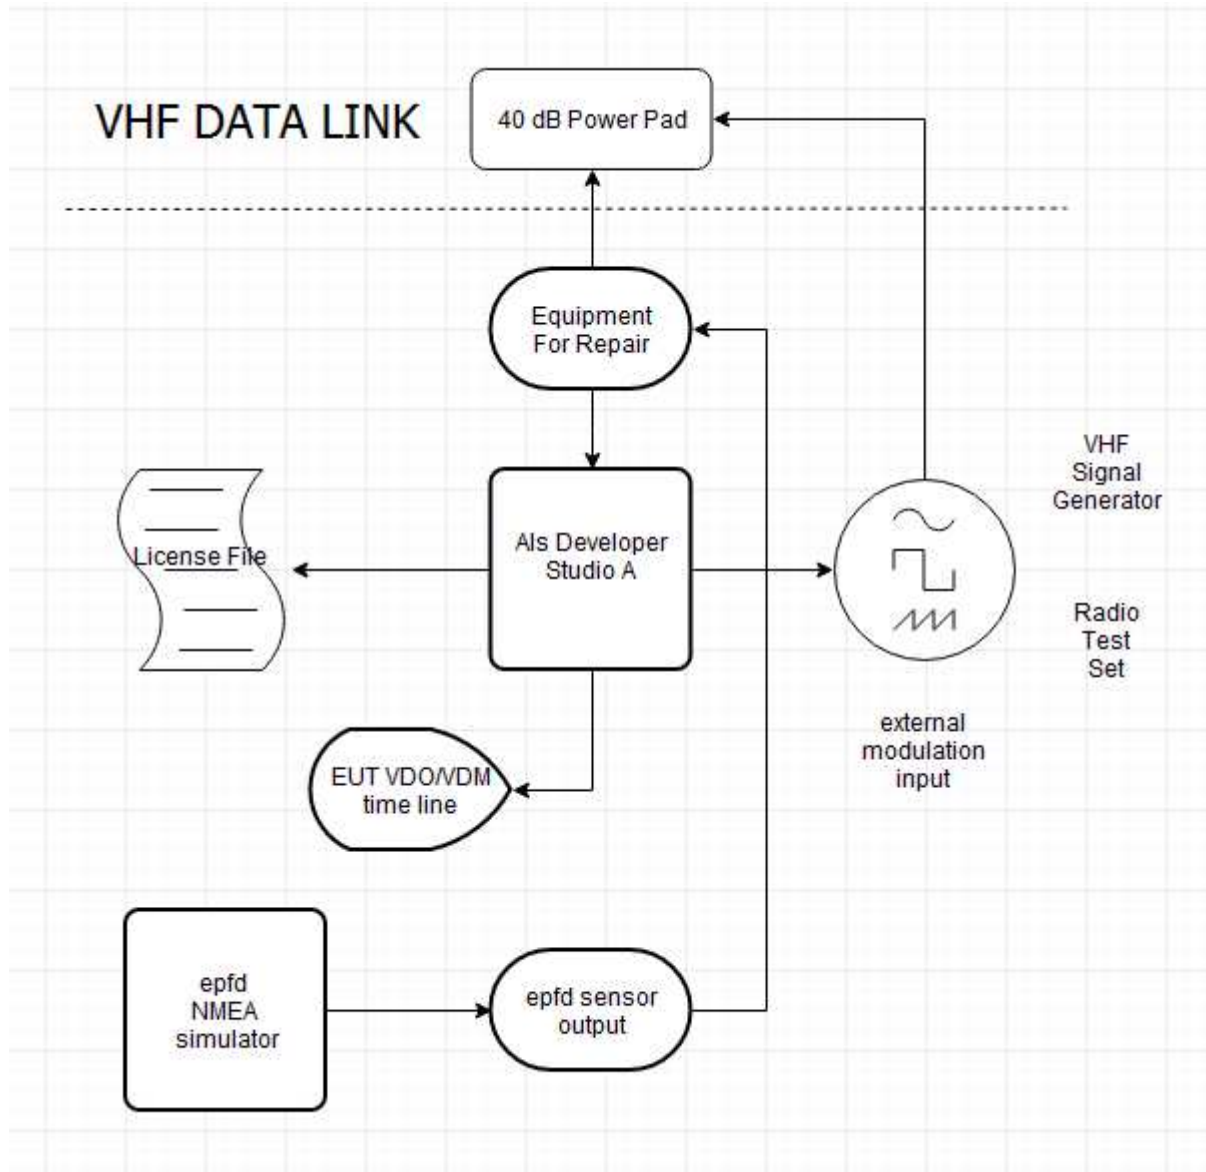 VHF DATA LINK
40 dB Power Pad
Equipment
For Repair
VHF
Signal
Generator
License File
AIs Developer
Studio A
Radio
Test
Set
external
modulation
input
EUT VDO/VDM
time line
epfd
NMEA
simulator
epfd sensor
output